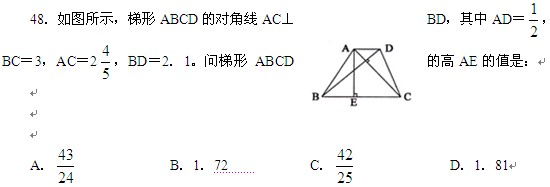 48．如图所示，梯形 ABCD 的对角线 AC⊥BD，其中 AD＝1/2，
BC＝3，AC＝2 4/5，BD＝2．1。问梯形 ABCD 的高 AE 的值是：
A D
B E C
A． 43/24 B．1．72 C． 42/25 D．1．81